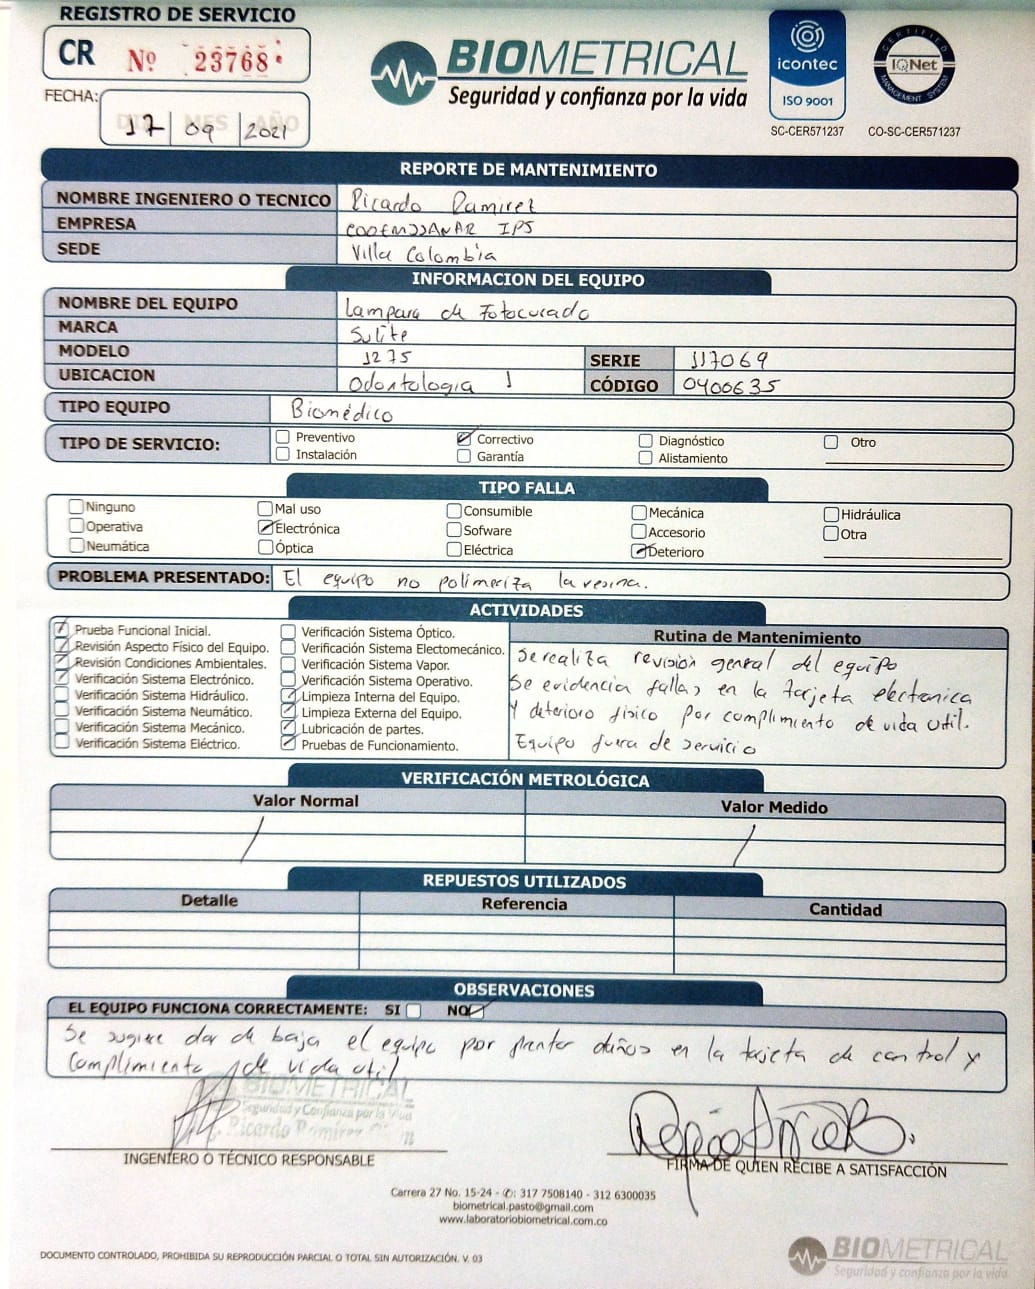 REGISTRO DE SERVICIO
CR Nº 23768
BIOMETRICAL
Seguridad y confianza por la vida
icontec
ISO 9001
SC-CER571237
CERTIFIED
IQNet
MANAGEMENT SYSTEM
CO-SC-CER571237
FECHA: DIA MES AÑO
17 09 2021
REPORTE DE MANTENIMIENTO
NOMBRE INGENIERO O TECNICO Ricardo Ramirez
EMPRESA COOEMSSANAR IPS
SEDE Villa Colombia
INFORMACION DEL EQUIPO
NOMBRE DEL EQUIPO Lampara de Fotocurado
MARCA Sulite
MODELO 1275 SERIE 117069
UBICACION Odontologia 1 CÓDIGO 0400635
TIPO EQUIPO Biomédico
TIPO DE SERVICIO: Preventivo Correctivo Diagnóstico Otro
Instalación Garantía Alistamiento
TIPO FALLA
Ninguno Mal uso Consumible Mecánica Hidráulica
Operativa Electrónica Sofware Accesorio Otra
Neumática Óptica Eléctrica Deterioro
PROBLEMA PRESENTADO: El equipo no polimeriza la resina.
ACTIVIDADES
Prueba Funcional Inicial.
Revisión Aspecto Físico del Equipo.
Revisión Condiciones Ambientales.
Verificación Sistema Electrónico.
Verificación Sistema Hidráulico.
Verificación Sistema Neumático.
Verificación Sistema Mecánico.
Verificación Sistema Eléctrico.
Verificación Sistema Óptico.
Verificación Sistema Electomecánico.
Verificación Sistema Vapor.
Verificación Sistema Operativo.
Limpieza Interna del Equipo.
Limpieza Externa del Equipo.
Lubricación de partes.
Pruebas de Funcionamiento.
Rutina de Mantenimiento
Se realiza revisión general del equipo
Se evidencia fallas en la tarjeta electronica
Y deterioro fisico por complimiento de vida util.
Equipo fuera de servicio
VERIFICACIÓN METROLÓGICA
Valor Normal Valor Medido
REPUESTOS UTILIZADOS
Detalle Referencia Cantidad
OBSERVACIONES
EL EQUIPO FUNCIONA CORRECTAMENTE: SI NO
Se sugiere dar de baja el equipo por daños en la tarjeta de control y
Complimiento de vida util
BIOMETRICAL
Seguridad y Confianza por la Vida
Ricardo Ramirez
INGENIERO O TÉCNICO RESPONSABLE
FIRMA DE QUIEN RECIBE A SATISFACCIÓN
Carrera 27 No. 15-24 - ✆: 317 7508140 - 312 6300035
biometrical.pasto@gmail.com
www.laboratoriobiometrical.com.co
DOCUMENTO CONTROLADO, PROHIBIDA SU REPRODUCCIÓN PARCIAL O TOTAL SIN AUTORIZACIÓN. V. 03
BIOMETRICAL
Seguridad y confianza por la vida